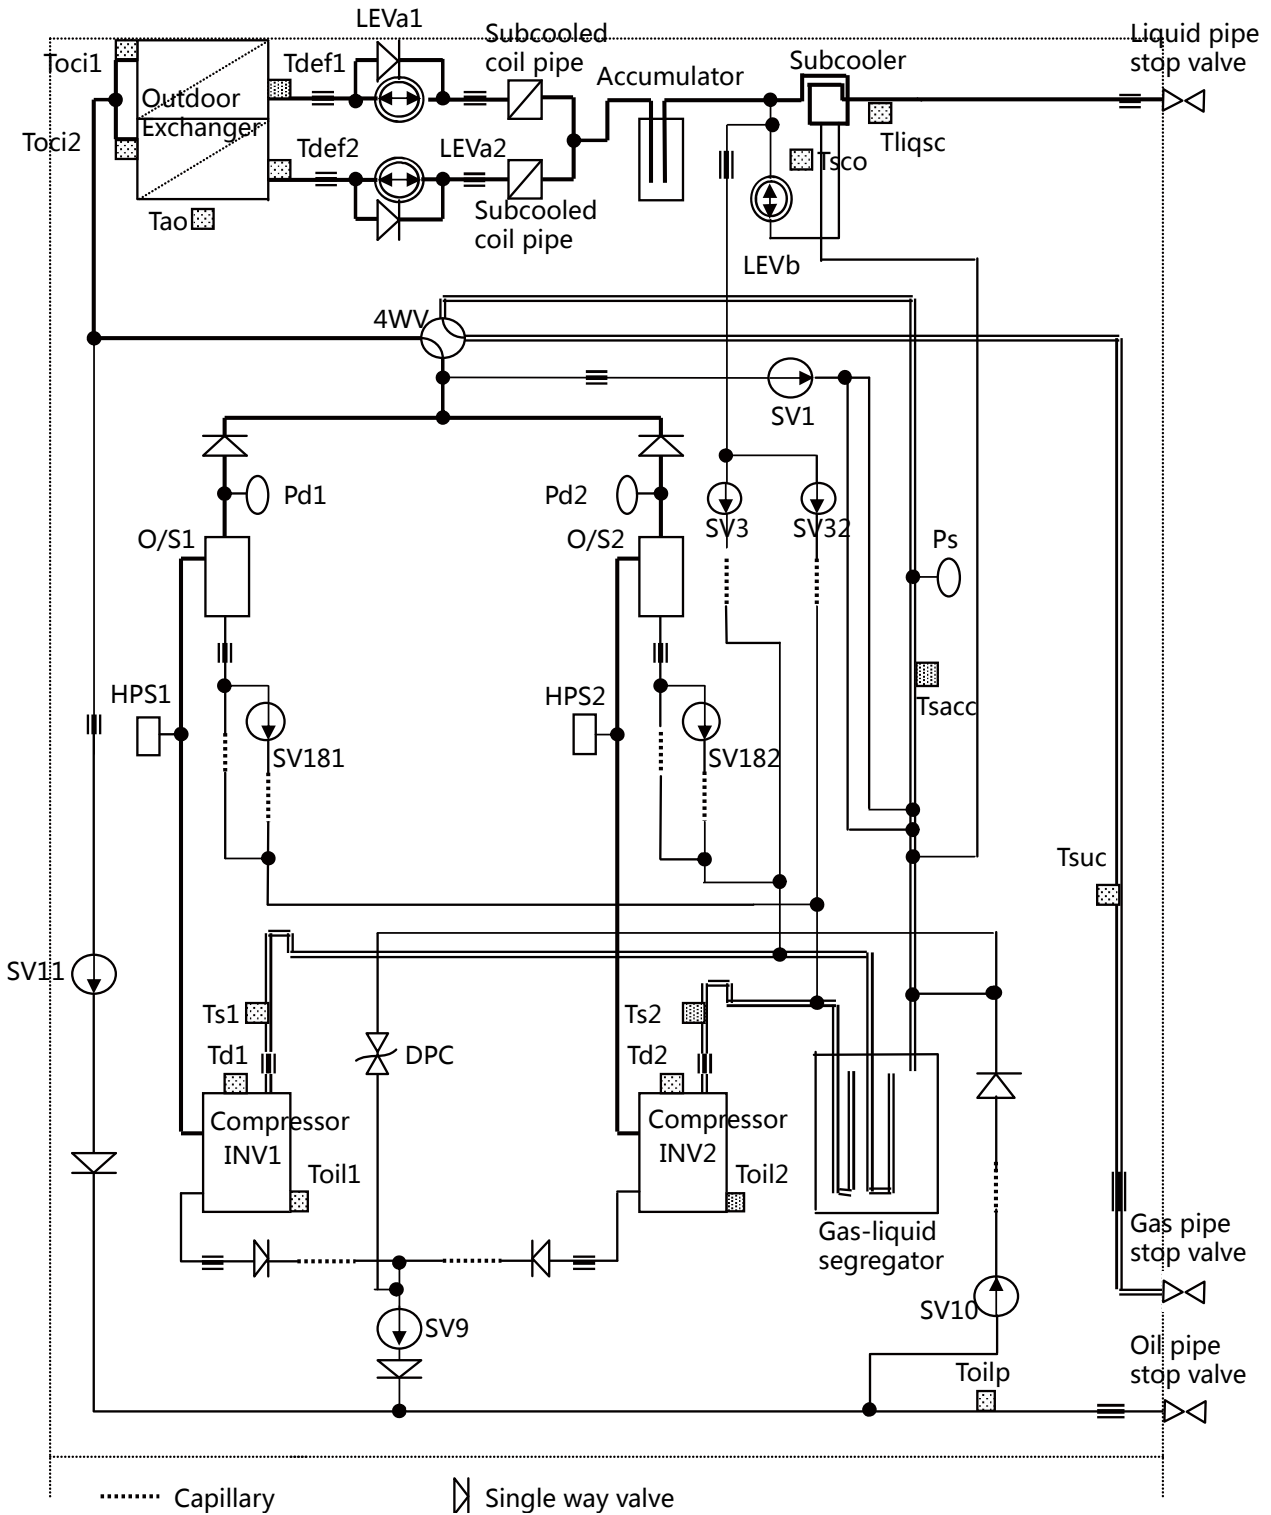 LEVa1
Subcooled
coil pipe
Liquid pipe
stop valve
Toci1
Tdef1
Accumulator
Subcooler
Outdoor
Exchanger
Toci2
Tdef2
LEVa2
Tsco
Tliqsc
Tao
Subcooled
coil pipe
LEVb
4WV
SV1
Pd1
Pd2
O/S1
O/S2
SV3
SV32
Ps
HPS1
HPS2
Tsacc
SV181
SV182
Tsuc
SV11
Ts1
Ts2
Td1
DPC
Td2
Compressor
INV1
Compressor
INV2
Toil1
Toil2
Gas-liquid
segregator
Gas pipe
stop valve
SV10
SV9
Oil pipe
stop valve
Toilp
Capillary
Single way valve